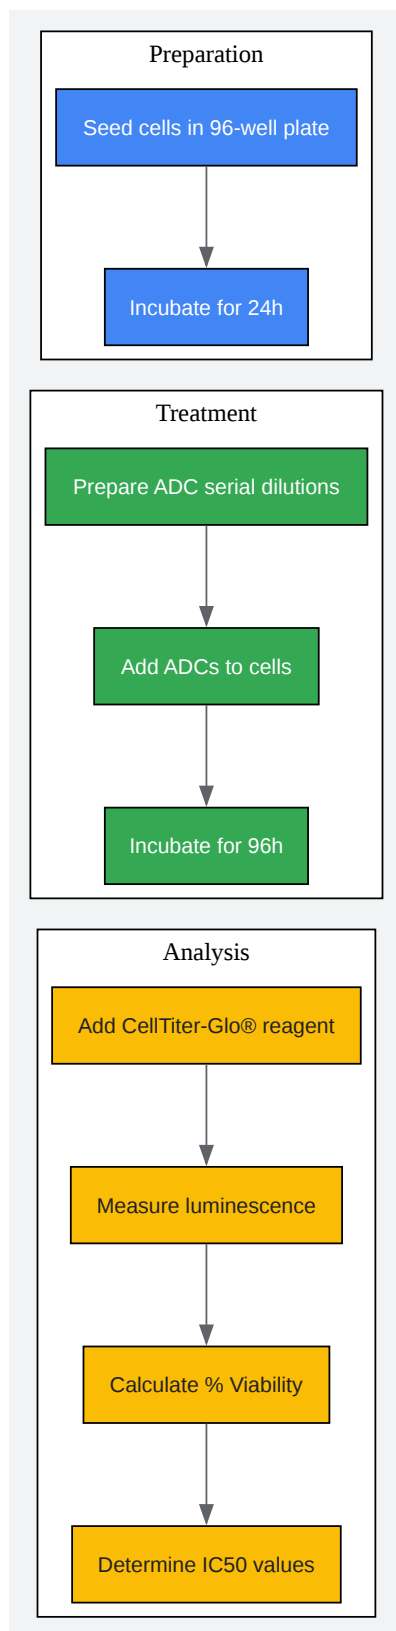 Preparation
Seed cells in 96-well plate
Incubate for 24h
Treatment
Prepare ADC serial dilutions
Add ADCs to cells
Incubate for 96h
Analysis
Add CellTiter-Glo® reagent
Measure luminescence
Calculate % Viability
Determine IC50 values